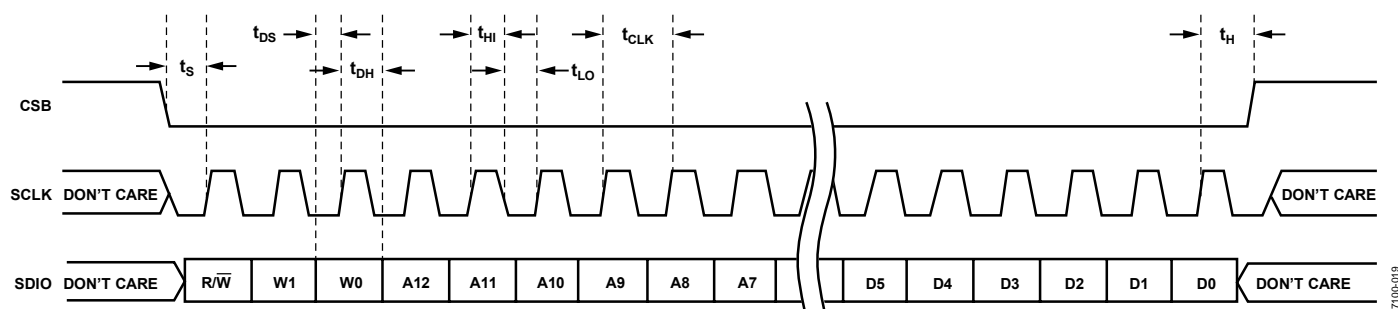 tDS tHI tCLK tH
tS tDH tLO
CSB
SCLK DON'T CARE DON'T CARE
SDIO DON'T CARE R/W̅ W1 W0 A12 A11 A10 A9 A8 A7 D5 D4 D3 D2 D1 D0 DON'T CARE
7100-019